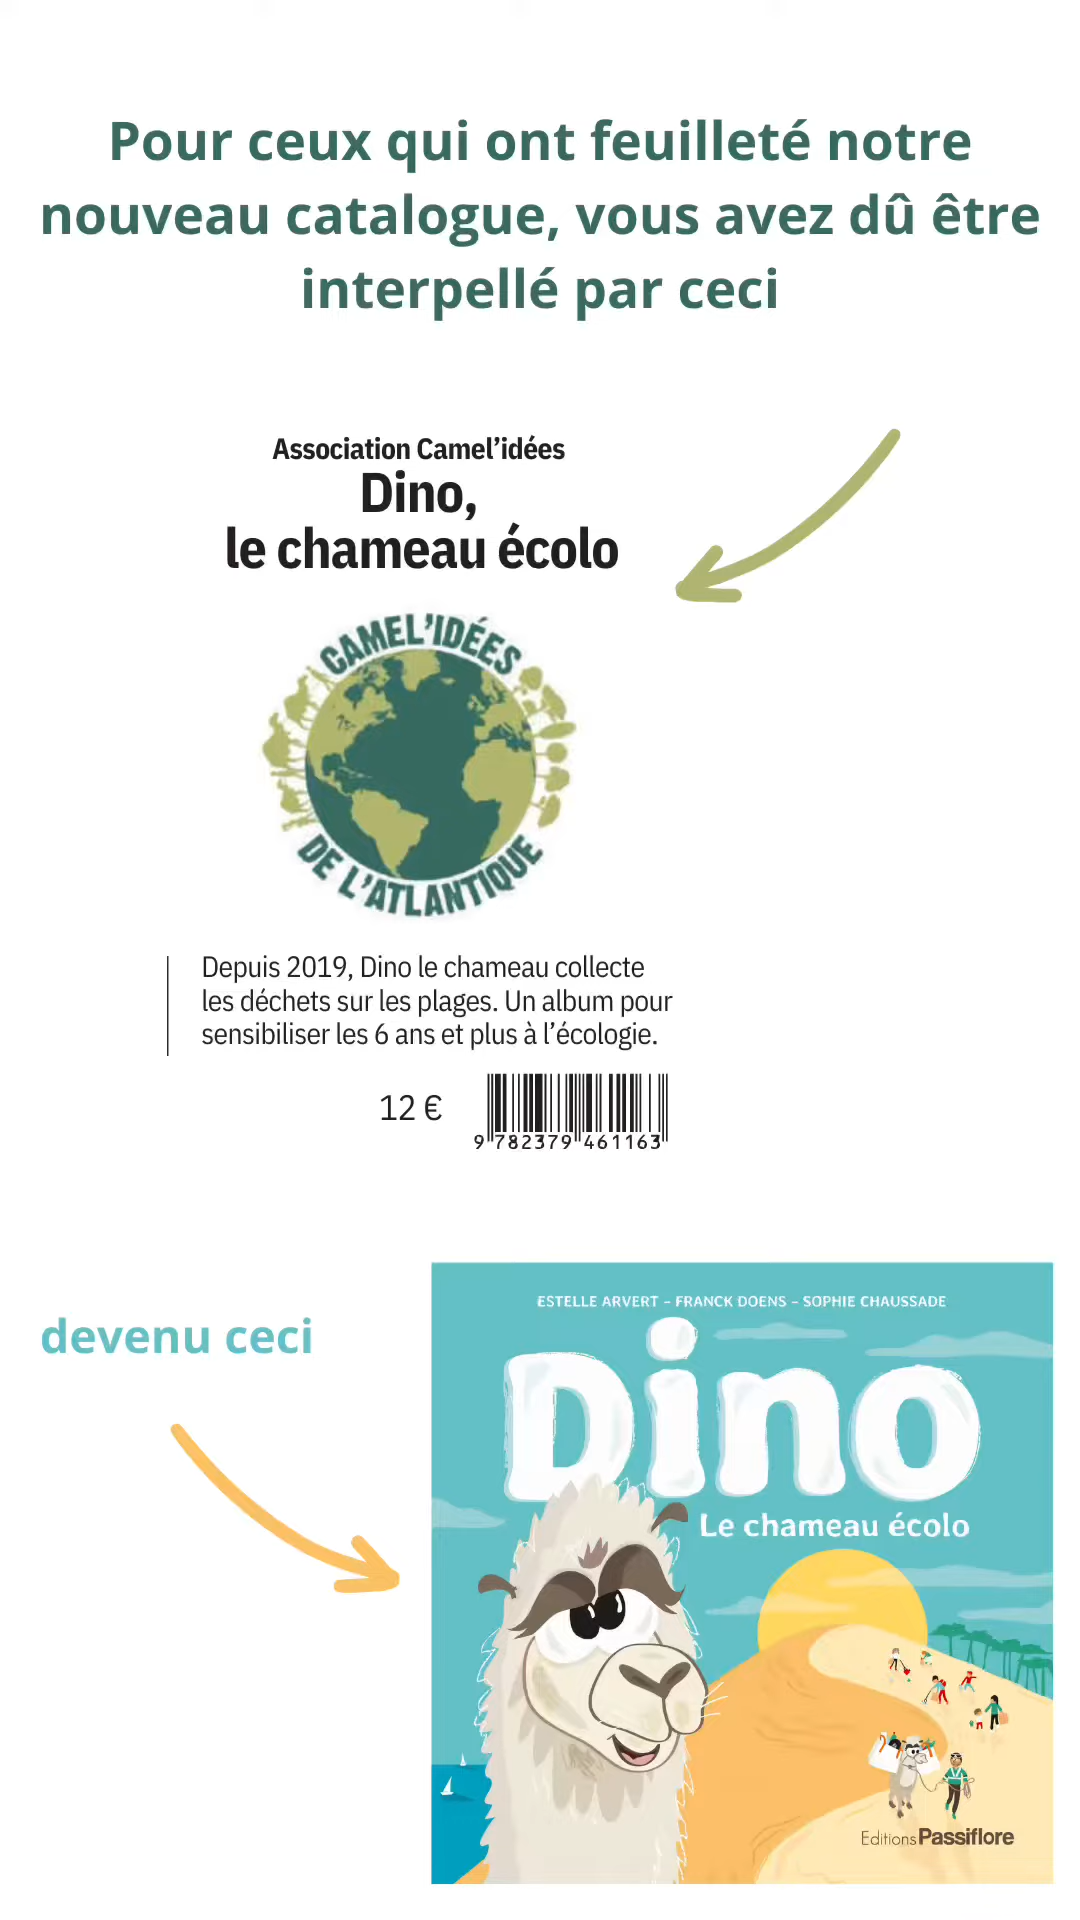 Pour ceux qui ont feuilleté notre
nouveau catalogue, vous avez dû être
interpellé par ceci
Association Camel’idées
Dino,
le chameau écolo
CAMEL'IDÉES
DE L'ATLANTIQUE
Depuis 2019, Dino le chameau collecte
les déchets sur les plages. Un album pour
sensibiliser les 6 ans et plus à l’écologie.
12 €
9 782379 461163
devenu ceci
ESTELLE ARVERT – FRANCK DOENS – SOPHIE CHAUSSADE
Dino
Le chameau écolo
Editions Passiflore